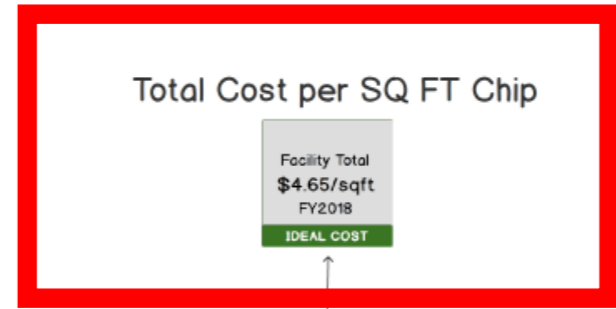 Total Cost per SQ FT Chip
Facility Total
$4.65/sqft
FY2018
IDEAL COST